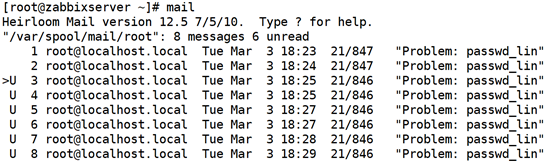 [root@zabbixserver ~]# mail
Heirloom Mail version 12.5 7/5/10.  Type ? for help.
"/var/spool/mail/root": 8 messages 6 unread
    1 root@localhost.local  Tue Mar  3 18:23  21/847   "Problem: passwd_lin"
    2 root@localhost.local  Tue Mar  3 18:24  21/847   "Problem: passwd_lin"
>U  3 root@localhost.local  Tue Mar  3 18:25  21/846   "Problem: passwd_lin"
 U  4 root@localhost.local  Tue Mar  3 18:25  21/846   "Problem: passwd_lin"
 U  5 root@localhost.local  Tue Mar  3 18:27  21/846   "Problem: passwd_lin"
 U  6 root@localhost.local  Tue Mar  3 18:27  21/846   "Problem: passwd_lin"
 U  7 root@localhost.local  Tue Mar  3 18:28  21/846   "Problem: passwd_lin"
 U  8 root@localhost.local  Tue Mar  3 18:29  21/846   "Problem: passwd_lin"